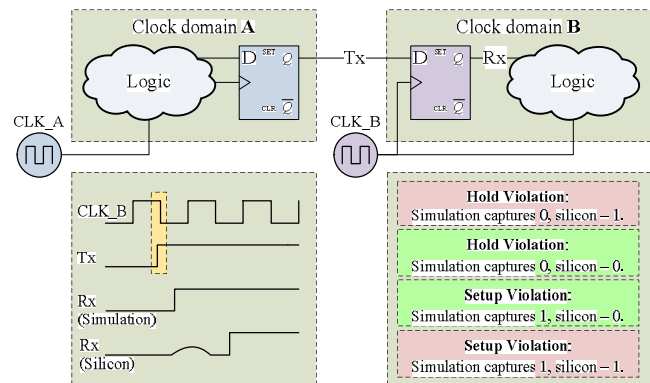 Clock domain A
Clock domain B
Logic
D SET Q
CLR Q
Tx
D SET Q
CLR Q
Rx
Logic
CLK_A
CLK_B
CLK_B
Tx
Rx
(Simulation)
Rx
(Silicon)
Hold Violation:
Simulation captures 0, silicon – 1.
Hold Violation:
Simulation captures 0, silicon – 0.
Setup Violation:
Simulation captures 1, silicon – 0.
Setup Violation:
Simulation captures 1, silicon – 1.